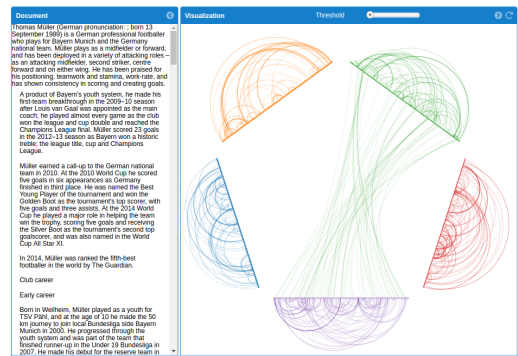 Document
Visualization
Threshold
Thomas Müller (German pronunciation: ; born 13
September 1989) is a German professional footballer
who plays for Bayern Munich and the Germany
national team. Müller plays as a midfielder or forward,
and has been deployed in a variety of attacking roles –
as an attacking midfielder, second striker, centre
forward and on either wing. He has been praised for
his positioning, teamwork and stamina, work-rate, and
has shown consistency in scoring and creating goals.
A product of Bayern's youth system, he made his
first-team breakthrough in the 2009–10 season
after Louis van Gaal was appointed as the main
coach; he played almost every game as the club
won the league and cup double and reached the
Champions League final. Müller scored 23 goals
in the 2012–13 season as Bayern won a historic
treble; the league title, cup and Champions
League.
Müller earned a call-up to the German national
team in 2010. At the 2010 World Cup he scored
five goals in six appearances as Germany
finished in third place. He was named the Best
Young Player of the tournament and won the
Golden Boot as the tournament's top scorer, with
five goals and three assists. At the 2014 World
Cup he played a major role in helping the team
win the trophy, scoring five goals and receiving
the Silver Boot as the tournament's second top
goalscorer, and was also named in the World
Cup All Star XI.
In 2014, Müller was ranked the fifth-best
footballer in the world by The Guardian.
Club career
Early career
Born in Weilheim, Müller played as a youth for
TSV Pähl, and at the age of 10 he made the 50
km journey to join local Bundesliga side Bayern
Munich in 2000. He progressed through the
youth system and was part of the team that
finished runner-up in the Under 19 Bundesliga in
2007. He made his debut for the reserve team in